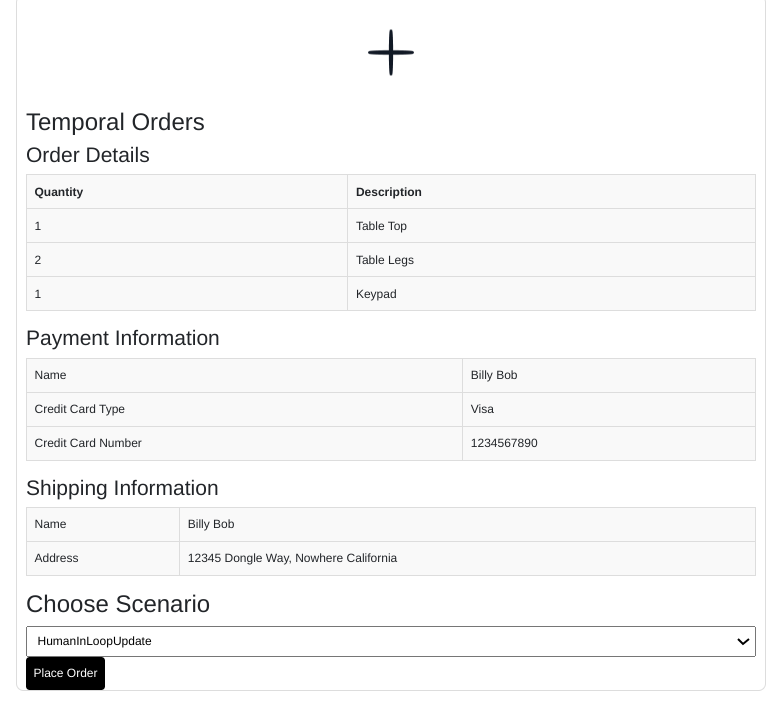 Temporal Orders
Order Details
Quantity Description
1 Table Top
2 Table Legs
1 Keypad
Payment Information
Name Billy Bob
Credit Card Type Visa
Credit Card Number 1234567890
Shipping Information
Name Billy Bob
Address 12345 Dongle Way, Nowhere California
Choose Scenario
HumanInLoopUpdate
Place Order